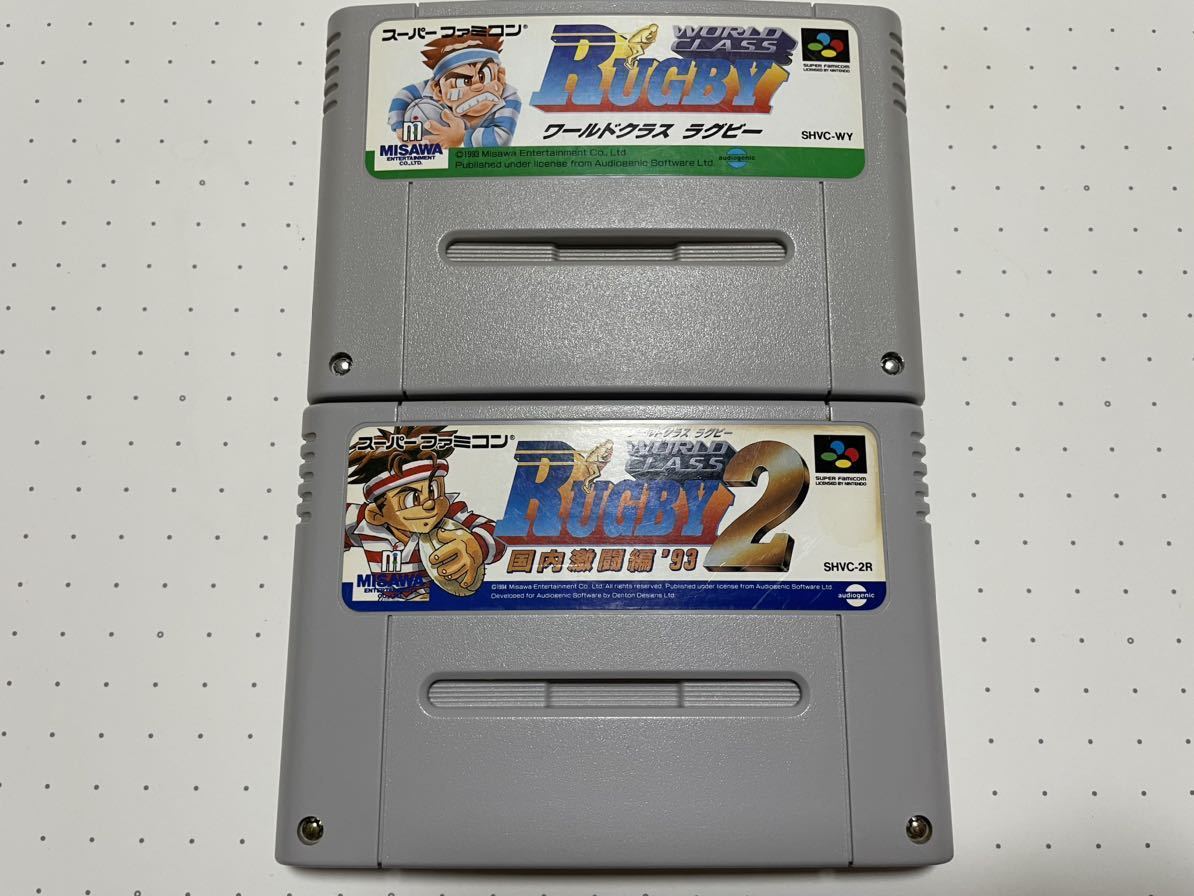 スーパーファミコン®
WORLD
CLASS
RUGBY
ワールドクラス ラグビー
SUPER FAMICOM
LICENSED BY NINTENDO
SHVC-WY
MISAWA
ENTERTAINMENT
CO.,LTD.
©1993 Misawa Entertainment Co., Ltd.
Published under license from Audiogenic Software Ltd.
audiogenic
スーパーファミコン®
ワールドクラス ラグビー
WORLD
CLASS
RUGBY 2
国内激闘編 '93
SUPER FAMICOM
LICENSED BY NINTENDO
SHVC-2R
MISAWA
ENTERTAINMENT
©1994 Misawa Entertainment Co., Ltd. All rights reserved. Published under license from Audiogenic Software Ltd.
Developed for Audiogenic Software by Denton Designs Ltd.
audiogenic